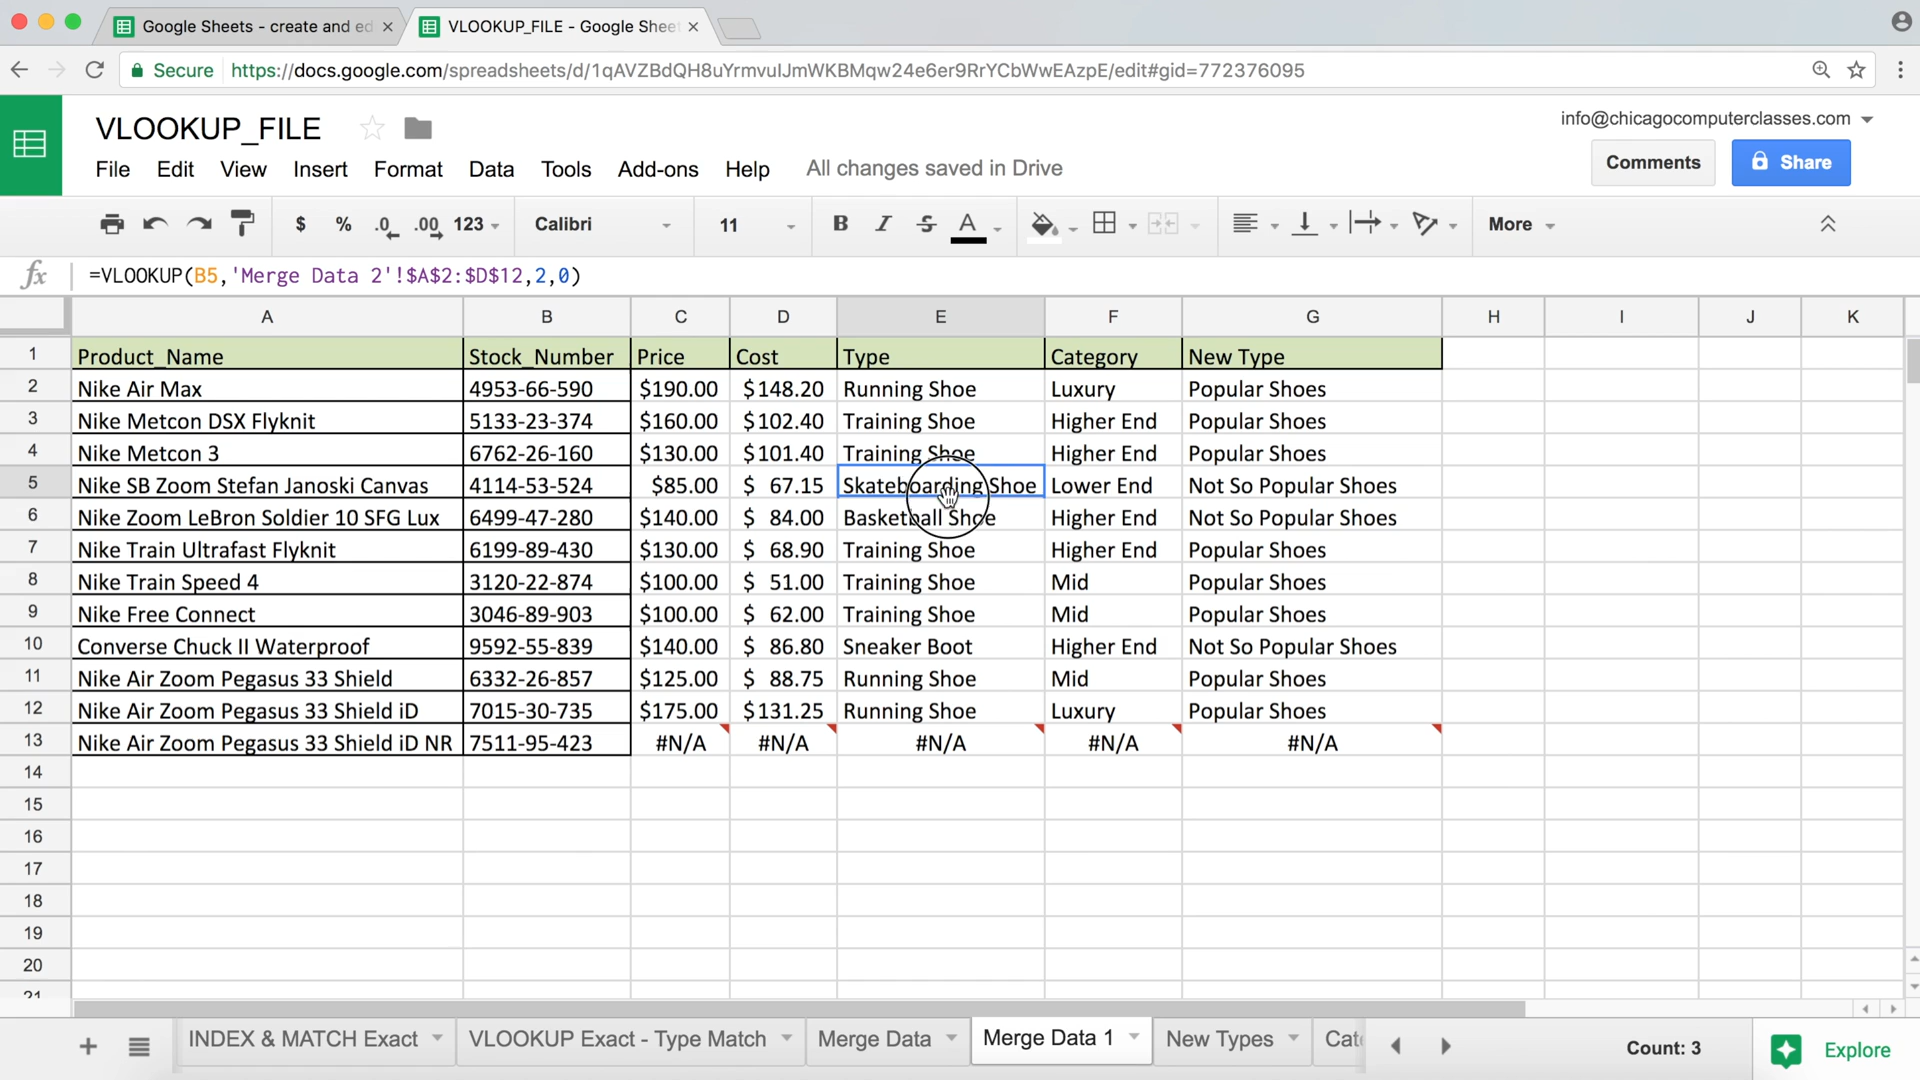 Google Sheets - create and ed
VLOOKUP_FILE - Google Shee
Secure https://docs.google.com/spreadsheets/d/1qAVZBdQH8uYrmvuIJmWKBMqw24e6er9RrYCbWwEAzpE/edit#gid=772376095
VLOOKUP_FILE
info@chicagocomputerclasses.com
File Edit View Insert Format Data Tools Add-ons Help All changes saved in Drive
Comments
Share
$ % .0 .00 123 Calibri 11 B I S A More
fx =VLOOKUP(B5,'Merge Data 2'!$A$2:$D$12,2,0)
A B C D E F G H I J K
1 Product_Name Stock_Number Price Cost Type Category New Type
2 Nike Air Max 4953-66-590 $190.00 $148.20 Running Shoe Luxury Popular Shoes
3 Nike Metcon DSX Flyknit 5133-23-374 $160.00 $102.40 Training Shoe Higher End Popular Shoes
4 Nike Metcon 3 6762-26-160 $130.00 $101.40 Training Shoe Higher End Popular Shoes
5 Nike SB Zoom Stefan Janoski Canvas 4114-53-524 $85.00 $ 67.15 Skateboarding Shoe Lower End Not So Popular Shoes
6 Nike Zoom LeBron Soldier 10 SFG Lux 6499-47-280 $140.00 $ 84.00 Basketball Shoe Higher End Not So Popular Shoes
7 Nike Train Ultrafast Flyknit 6199-89-430 $130.00 $ 68.90 Training Shoe Higher End Popular Shoes
8 Nike Train Speed 4 3120-22-874 $100.00 $ 51.00 Training Shoe Mid Popular Shoes
9 Nike Free Connect 3046-89-903 $100.00 $ 62.00 Training Shoe Mid Popular Shoes
10 Converse Chuck II Waterproof 9592-55-839 $140.00 $ 86.80 Sneaker Boot Higher End Not So Popular Shoes
11 Nike Air Zoom Pegasus 33 Shield 6332-26-857 $125.00 $ 88.75 Running Shoe Mid Popular Shoes
12 Nike Air Zoom Pegasus 33 Shield iD 7015-30-735 $175.00 $131.25 Running Shoe Luxury Popular Shoes
13 Nike Air Zoom Pegasus 33 Shield iD NR 7511-95-423 #N/A #N/A #N/A #N/A #N/A
14
15
16
17
18
19
20
21
+ INDEX & MATCH Exact VLOOKUP Exact - Type Match Merge Data Merge Data 1 New Types Cat Count: 3 Explore